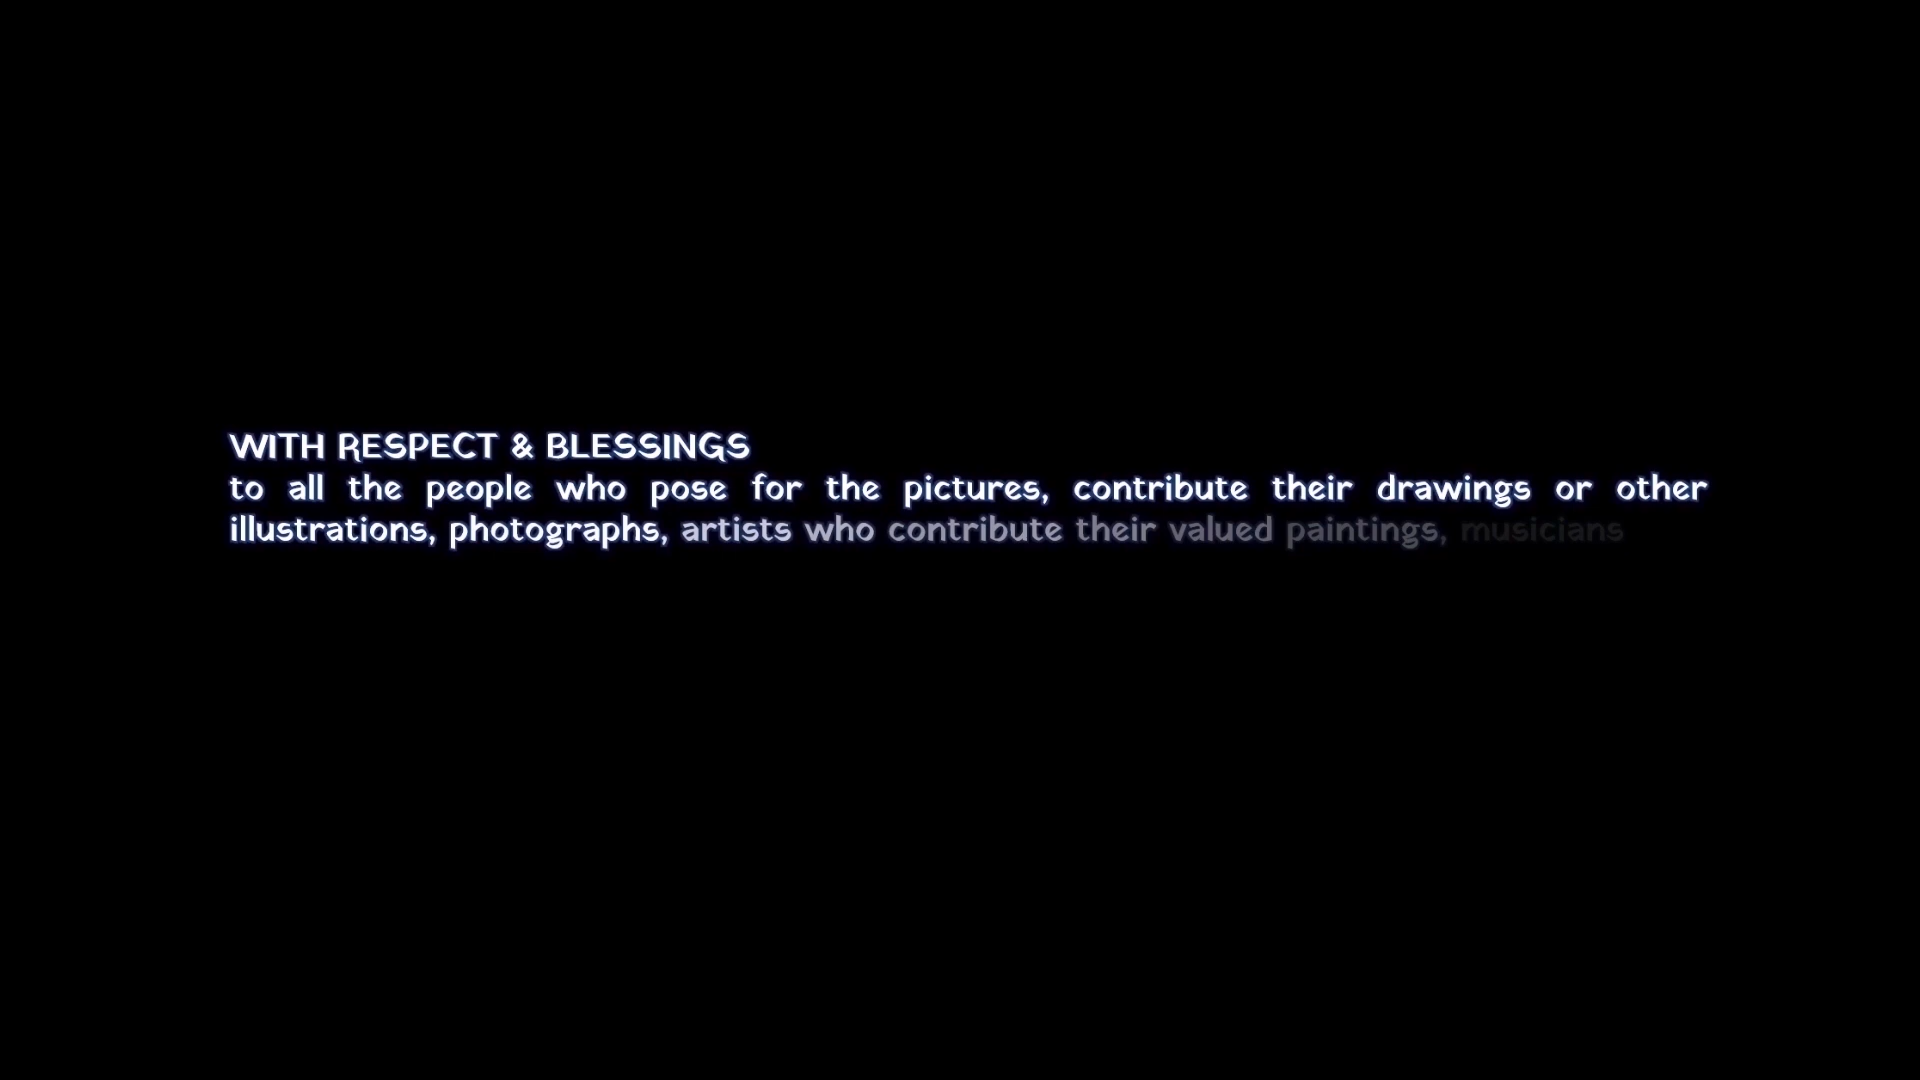 WITH RESPECT & BLESSINGS
to all the people who pose for the pictures, contribute their drawings or other
illustrations, photographs, artists who contribute their valued paintings, musicians